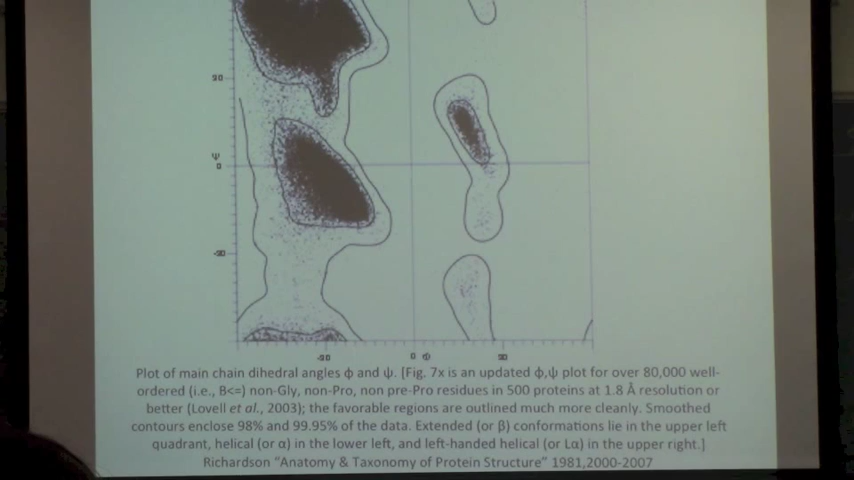 90
ψ
0
-90
-90 0 ϕ 90
Plot of main chain dihedral angles ϕ and ψ. [Fig. 7x is an updated ϕ,ψ plot for over 80,000 well-
ordered (i.e., B<=) non-Gly, non-Pro, non pre-Pro residues in 500 proteins at 1.8 Å resolution or
better (Lovell et al., 2003); the favorable regions are outlined much more cleanly. Smoothed
contours enclose 98% and 99.95% of the data. Extended (or β) conformations lie in the upper left
quadrant, helical (or α) in the lower left, and left-handed helical (or Lα) in the upper right.]
Richardson "Anatomy & Taxonomy of Protein Structure" 1981,2000-2007